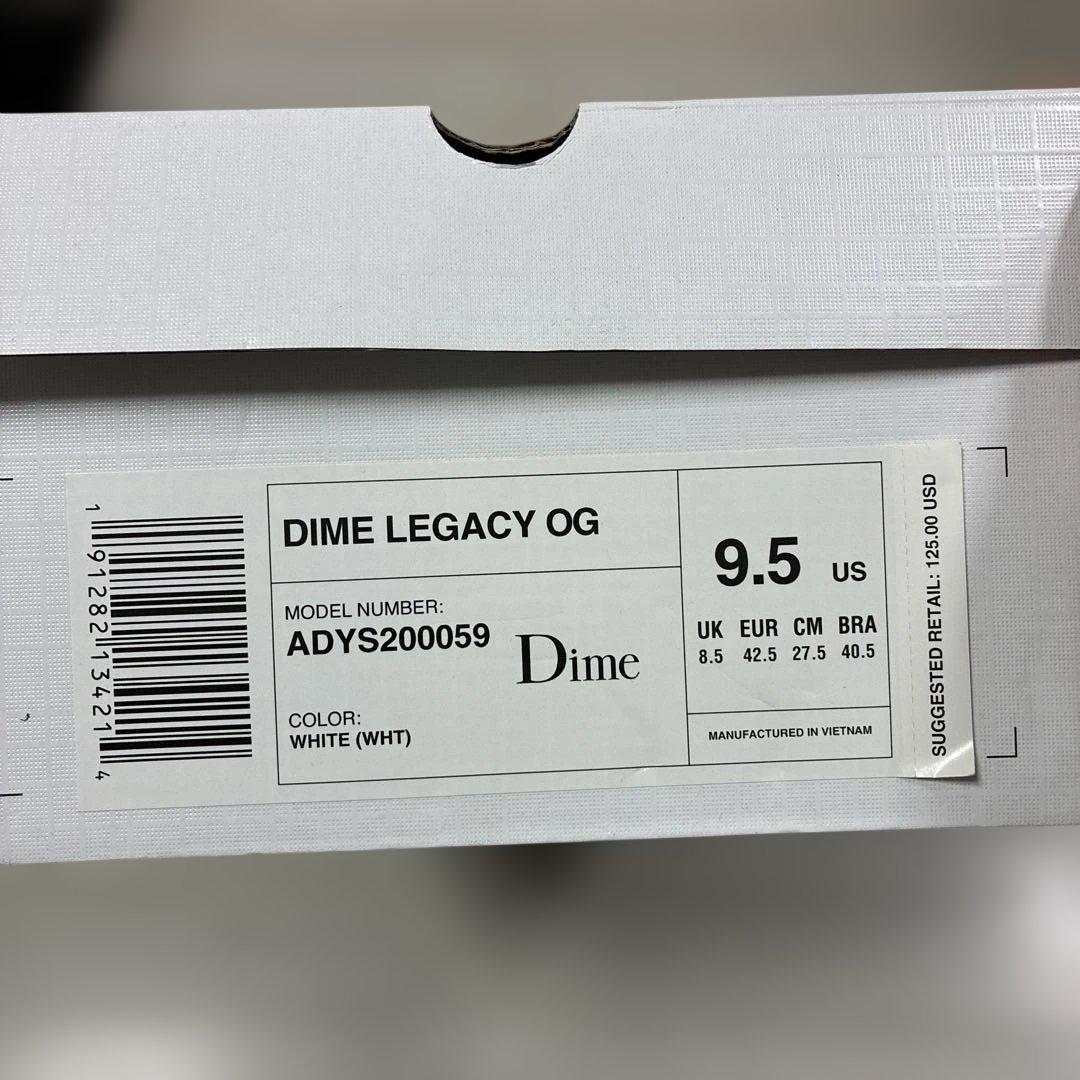 1 91282 13421 4
DIME LEGACY OG
MODEL NUMBER:
ADYS200059
Dime
COLOR:
WHITE (WHT)
9.5 US
UK EUR CM BRA
8.5 42.5 27.5 40.5
MANUFACTURED IN VIETNAM
SUGGESTED RETAIL: 125.00 USD